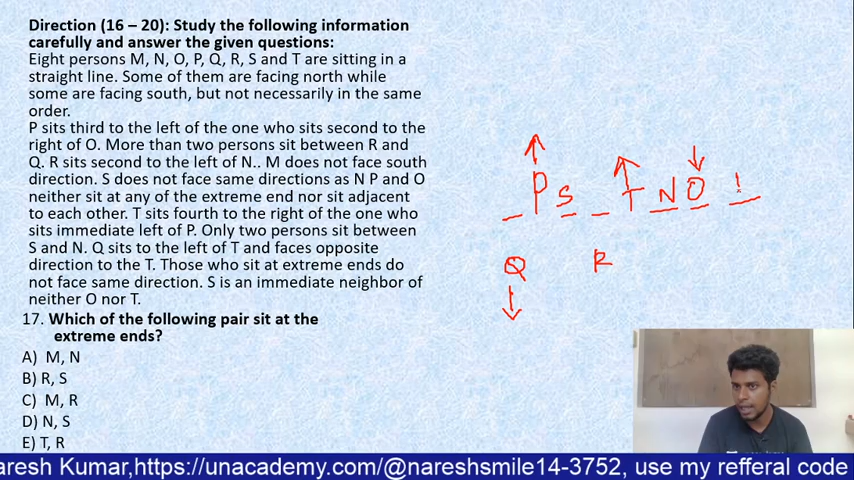 Direction (16 – 20): Study the following information
carefully and answer the given questions:
Eight persons M, N, O, P, Q, R, S and T are sitting in a
straight line. Some of them are facing north while
some are facing south, but not necessarily in the same
order.
P sits third to the left of the one who sits second to the
right of O. More than two persons sit between R and
Q. R sits second to the left of N.. M does not face south
direction. S does not face same directions as N P and O
neither sit at any of the extreme end nor sit adjacent
to each other. T sits fourth to the right of the one who
sits immediate left of P. Only two persons sit between
S and N. Q sits to the left of T and faces opposite
direction to the T. Those who sit at extreme ends do
not face same direction. S is an immediate neighbor of
neither O nor T.
17. Which of the following pair sit at the
extreme ends?
A) M, N
B) R, S
C) M, R
D) N, S
E) T, R
P S T N O
Q R
aresh Kumar,https://unacademy.com/@nareshsmile14-3752, use my refferal code